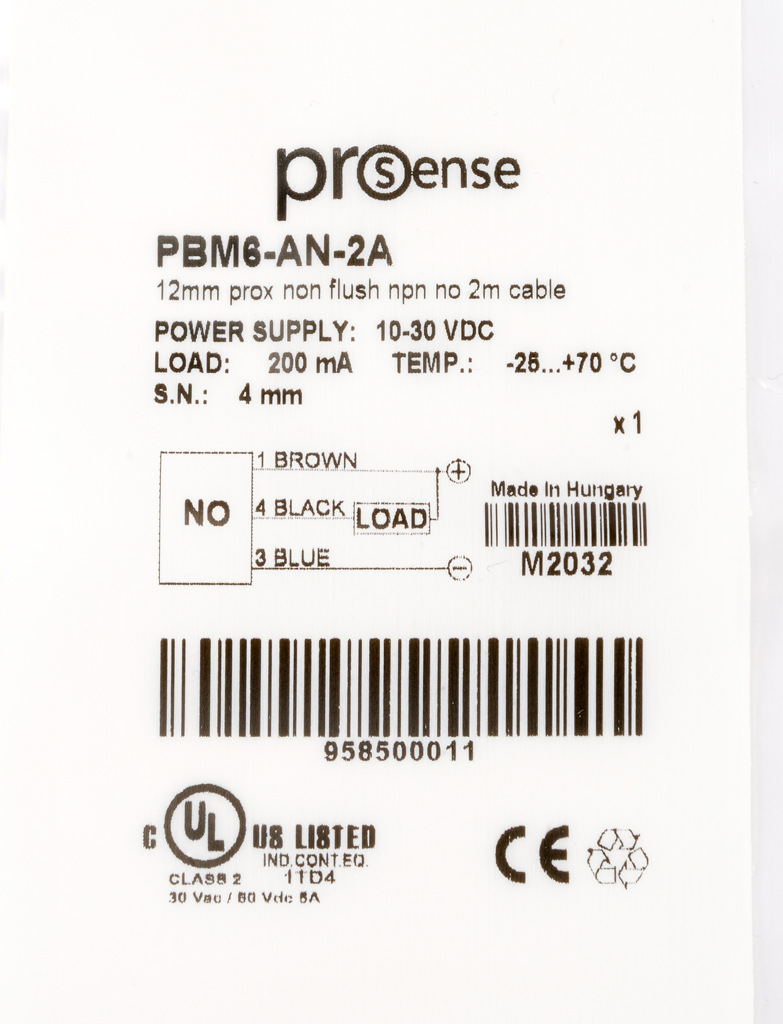 prosense
PBM6-AN-2A
12mm prox non flush npn no 2m cable
POWER SUPPLY: 10-30 VDC
LOAD: 200 mA TEMP.: -25...+70 °C
S.N.: 4 mm
x 1
1 BROWN
+
NO
4 BLACK
LOAD
3 BLUE
-
Made In Hungary
M2032
958500011
C UL US LISTED
IND.CONT.EQ.
CLASS 2 11D4
30 Vac / 60 Vdc 5A
CE